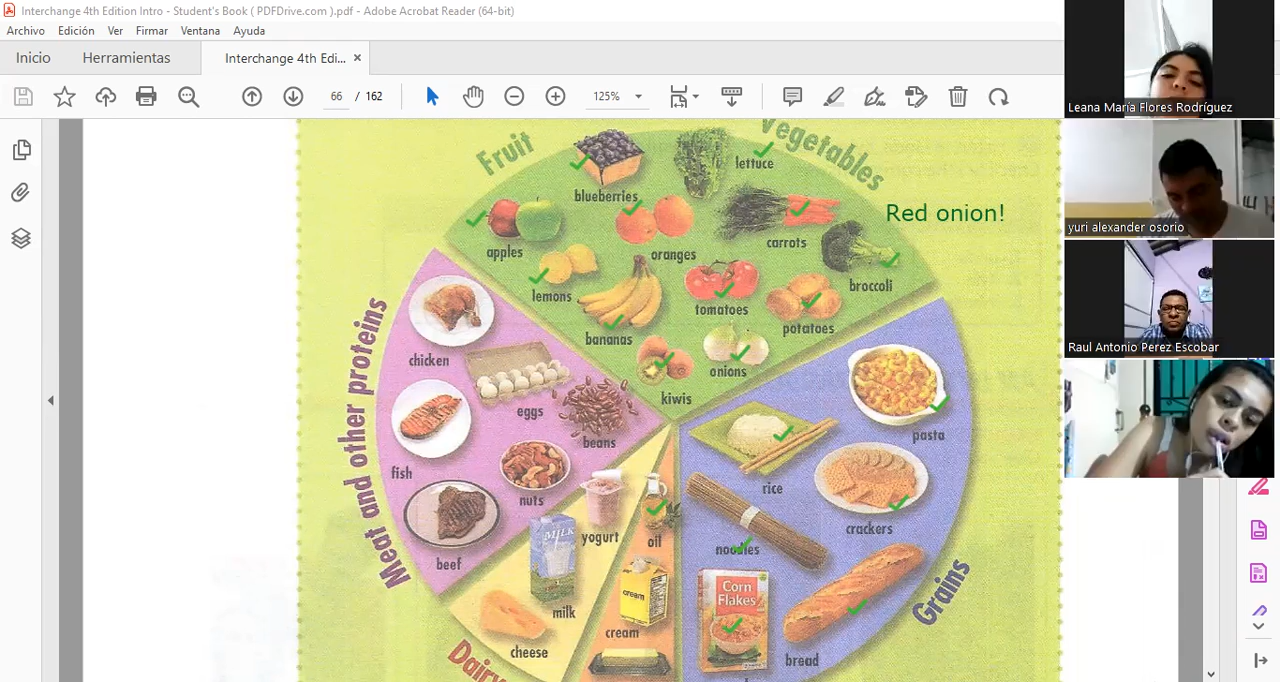 Interchange 4th Edition Intro - Student's Book ( PDFDrive.com ).pdf - Adobe Acrobat Reader (64-bit)
Archivo Edición Ver Firmar Ventana Ayuda
Inicio Herramientas Interchange 4th Edi... ×
66 / 162 125%
Leana María Flores Rodríguez
yuri alexander osorio
Raul Antonio Perez Escobar
Fruit
Vegetables
blueberries
lettuce
Red onion!
apples
oranges
carrots
lemons
bananas
tomatoes
potatoes
broccoli
kiwis
onions
Meat and other proteins
chicken
eggs
beans
fish
nuts
beef
pasta
rice
crackers
noodles
Corn
Flakes
bread
Grains
yogurt
MILK
milk
cheese
Dairy
oil
cream
cream